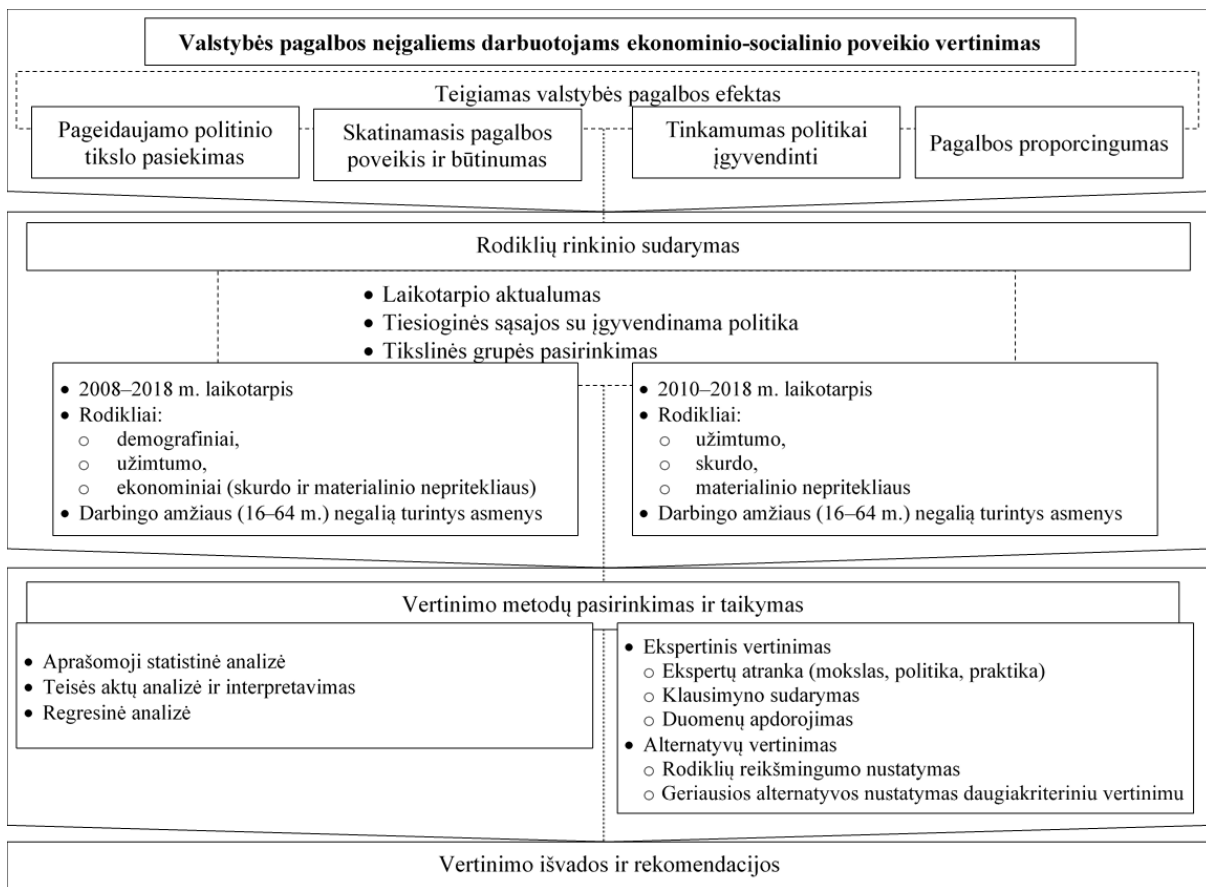 Valstybės pagalbos neįgaliems darbuotojams ekonominio-socialinio poveikio vertinimas
Teigiamas valstybės pagalbos efektas
Pageidaujamo politinio
tikslo pasiekimas
Skatinamasis pagalbos
poveikis ir būtinumas
Tinkamumas politikai
įgyvendinti
Pagalbos proporcingumas
Rodiklių rinkinio sudarymas
• Laikotarpio aktualumas
• Tiesioginės sąsajos su įgyvendinama politika
• Tikslinės grupės pasirinkimas
• 2008–2018 m. laikotarpis
• Rodikliai:
o demografiniai,
o užimtumo,
o ekonominiai (skurdo ir materialinio nepritekliaus)
• Darbingo amžiaus (16–64 m.) negalią turintys asmenys
• 2010–2018 m. laikotarpis
• Rodikliai:
o užimtumo,
o skurdo,
o materialinio nepritekliaus
• Darbingo amžiaus (16–64 m.) negalią turintys asmenys
Vertinimo metodų pasirinkimas ir taikymas
• Aprašomoji statistinė analizė
• Teisės aktų analizė ir interpretavimas
• Regresinė analizė
• Ekspertinis vertinimas
o Ekspertų atranka (mokslas, politika, praktika)
o Klausimyno sudarymas
o Duomenų apdorojimas
• Alternatyvų vertinimas
o Rodiklių reikšmingumo nustatymas
o Geriausios alternatyvos nustatymas daugiakriteriniu vertinimu
Vertinimo išvados ir rekomendacijos